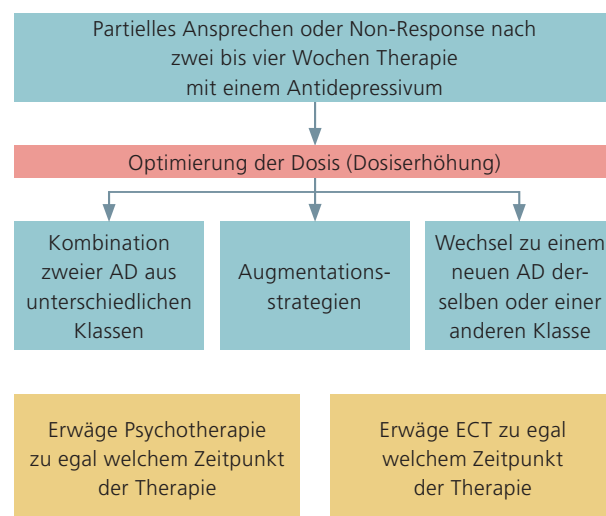 Partielles Ansprechen oder Non-Response nach
zwei bis vier Wochen Therapie
mit einem Antidepressivum
Optimierung der Dosis (Dosiserhöhung)
Kombination
zweier AD aus
unterschiedlichen
Klassen
Augmentations-
strategien
Wechsel zu einem
neuen AD der-
selben oder einer
anderen Klasse
Erwäge Psychotherapie
zu egal welchem Zeitpunkt
der Therapie
Erwäge ECT zu egal
welchem Zeitpunkt
der Therapie